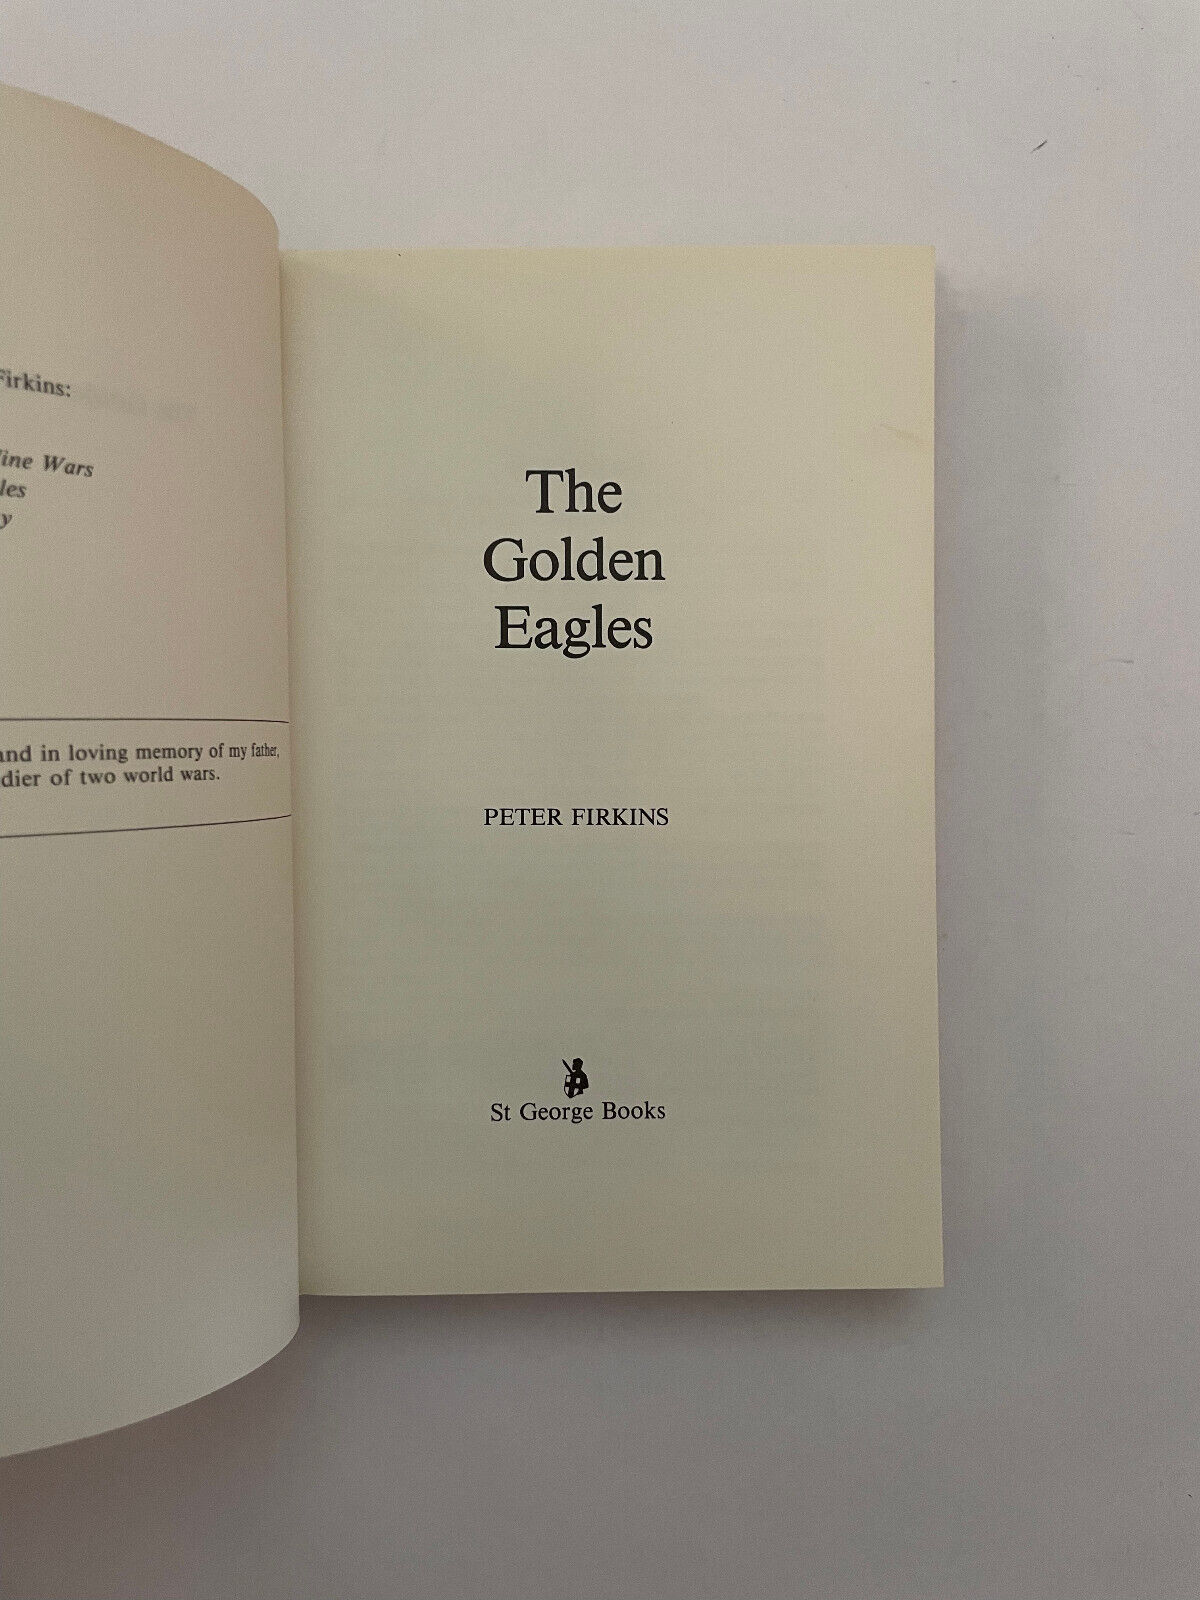 Firkins:
Nine Wars
les
y
and in loving memory of my father,
dier of two world wars.
The
Golden
Eagles
PETER FIRKINS
St George Books